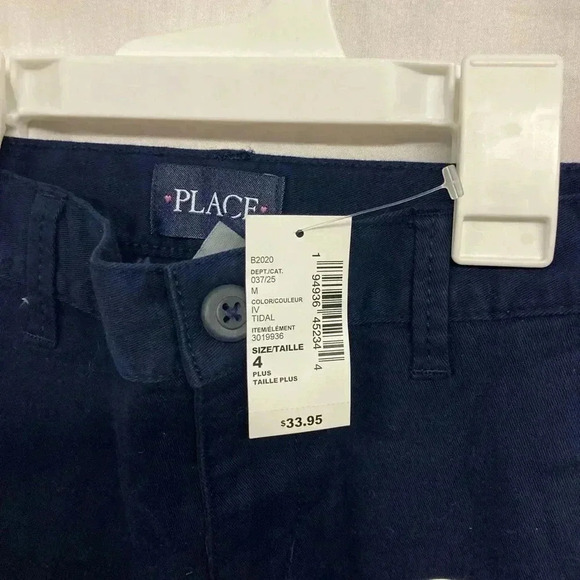 PLACE
B2020
DEPT./CAT.
037/25
M
COLOR/COULEUR
IV
TIDAL
ITEM/ÉLÉMENT
3019936
SIZE/TAILLE
4
PLUS
TAILLE PLUS
$33.95
1 94936 45234 4